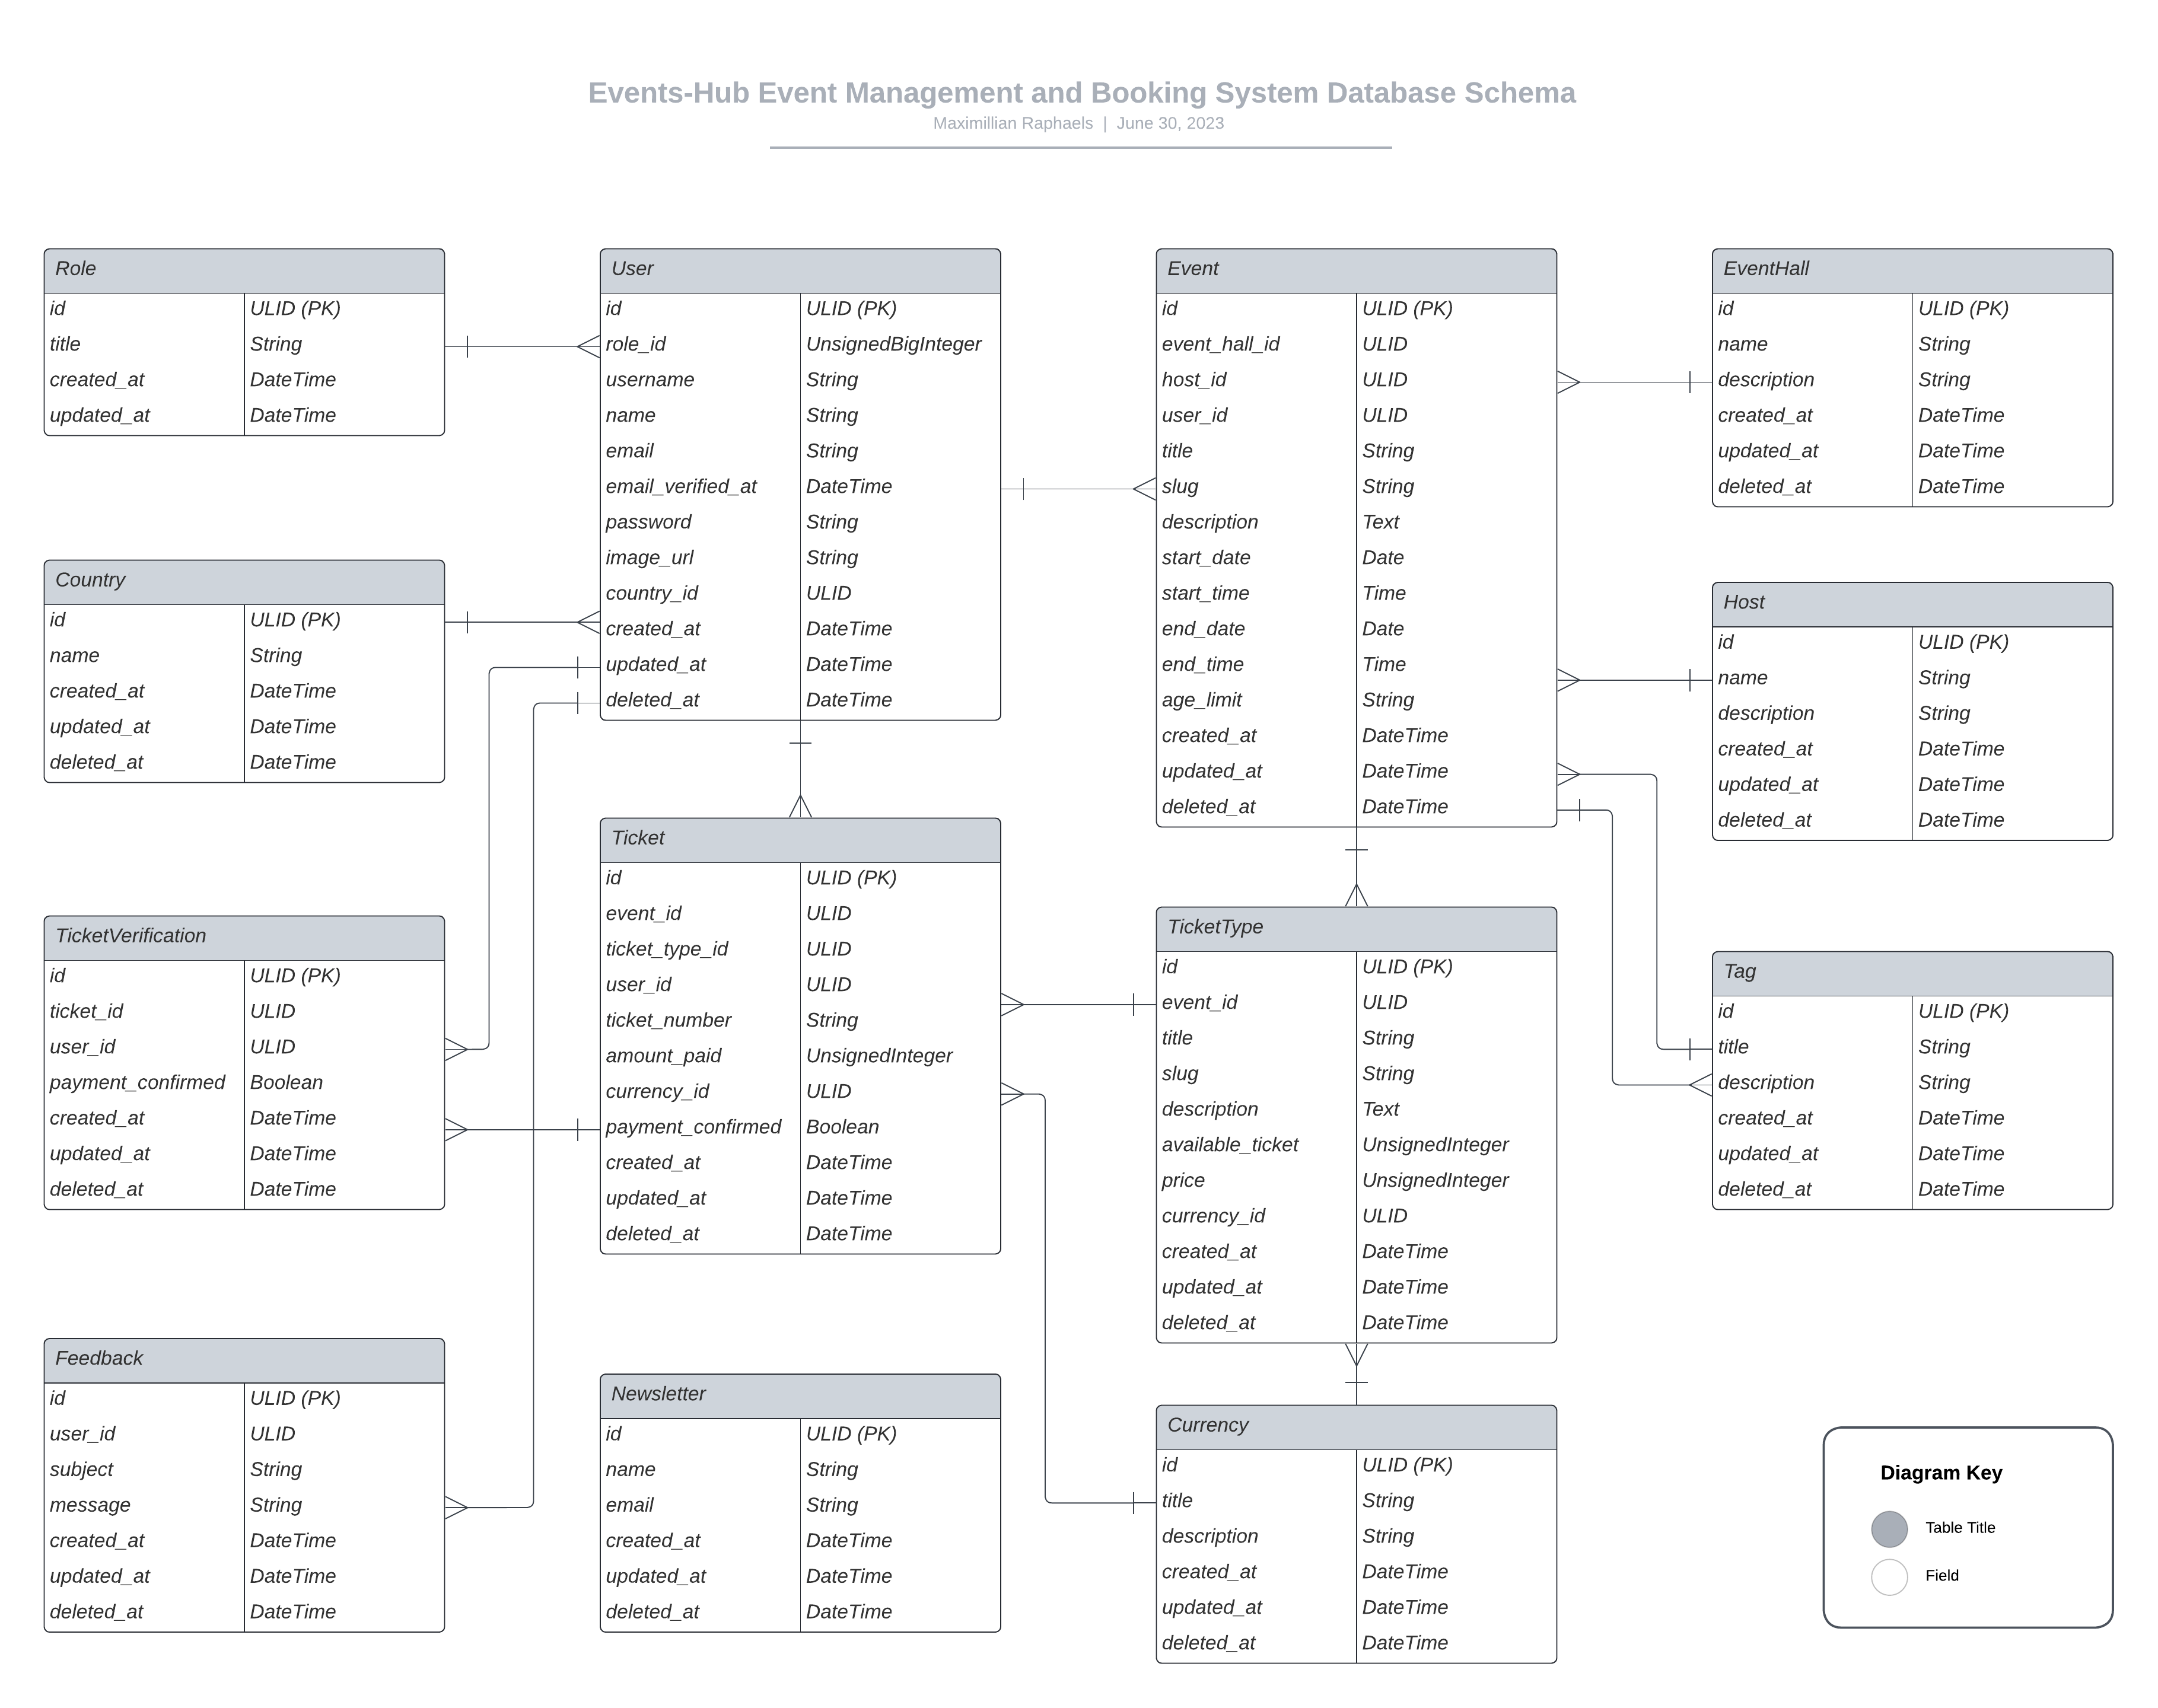 Events-Hub Event Management and Booking System Database Schema
Maximillian Raphaels | June 30, 2023
Role
id ULID (PK)
title String
created_at DateTime
updated_at DateTime
User
id ULID (PK)
role_id UnsignedBigInteger
username String
name String
email String
email_verified_at DateTime
password String
image_url String
country_id ULID
created_at DateTime
updated_at DateTime
deleted_at DateTime
Event
id ULID (PK)
event_hall_id ULID
host_id ULID
user_id ULID
title String
slug String
description Text
start_date Date
start_time Time
end_date Date
end_time Time
age_limit String
created_at DateTime
updated_at DateTime
deleted_at DateTime
EventHall
id ULID (PK)
name String
description String
created_at DateTime
updated_at DateTime
deleted_at DateTime
Country
id ULID (PK)
name String
created_at DateTime
updated_at DateTime
deleted_at DateTime
Host
id ULID (PK)
name String
description String
created_at DateTime
updated_at DateTime
deleted_at DateTime
TicketVerification
id ULID (PK)
ticket_id ULID
user_id ULID
payment_confirmed Boolean
created_at DateTime
updated_at DateTime
deleted_at DateTime
Ticket
id ULID (PK)
event_id ULID
ticket_type_id ULID
user_id ULID
ticket_number String
amount_paid UnsignedInteger
currency_id ULID
payment_confirmed Boolean
created_at DateTime
updated_at DateTime
deleted_at DateTime
TicketType
id ULID (PK)
event_id ULID
title String
slug String
description Text
available_ticket UnsignedInteger
price UnsignedInteger
currency_id ULID
created_at DateTime
updated_at DateTime
deleted_at DateTime
Tag
id ULID (PK)
title String
description String
created_at DateTime
updated_at DateTime
deleted_at DateTime
Feedback
id ULID (PK)
user_id ULID
subject String
message String
created_at DateTime
updated_at DateTime
deleted_at DateTime
Newsletter
id ULID (PK)
name String
email String
created_at DateTime
updated_at DateTime
deleted_at DateTime
Currency
id ULID (PK)
title String
description String
created_at DateTime
updated_at DateTime
deleted_at DateTime
Diagram Key
Table Title
Field